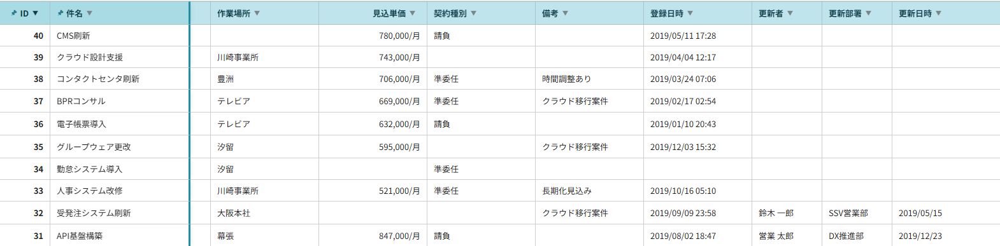 ID 件名 作業場所 見込単価 契約種別 備考 登録日時 更新者 更新部署 更新日時
40 CMS刷新 780,000/月 請負 2019/05/11 17:28
39 クラウド設計支援 川崎事業所 743,000/月 2019/04/04 12:17
38 コンタクトセンタ刷新 豊洲 706,000/月 準委任 時間調整あり 2019/03/24 07:06
37 BPRコンサル テレビア 669,000/月 準委任 クラウド移行案件 2019/02/17 02:54
36 電子帳票導入 テレビア 632,000/月 請負 2019/01/10 20:43
35 グループウェア更改 汐留 595,000/月 クラウド移行案件 2019/12/03 15:32
34 勤怠システム導入 汐留 準委任
33 人事システム改修 川崎事業所 521,000/月 準委任 長期化見込み 2019/10/16 05:10
32 受発注システム刷新 大阪本社 クラウド移行案件 2019/09/09 23:58 鈴木 一郎 SSV営業部 2019/05/15
31 API基盤構築 幕張 847,000/月 請負 2019/08/02 18:47 営業 太郎 DX推進部 2019/12/23